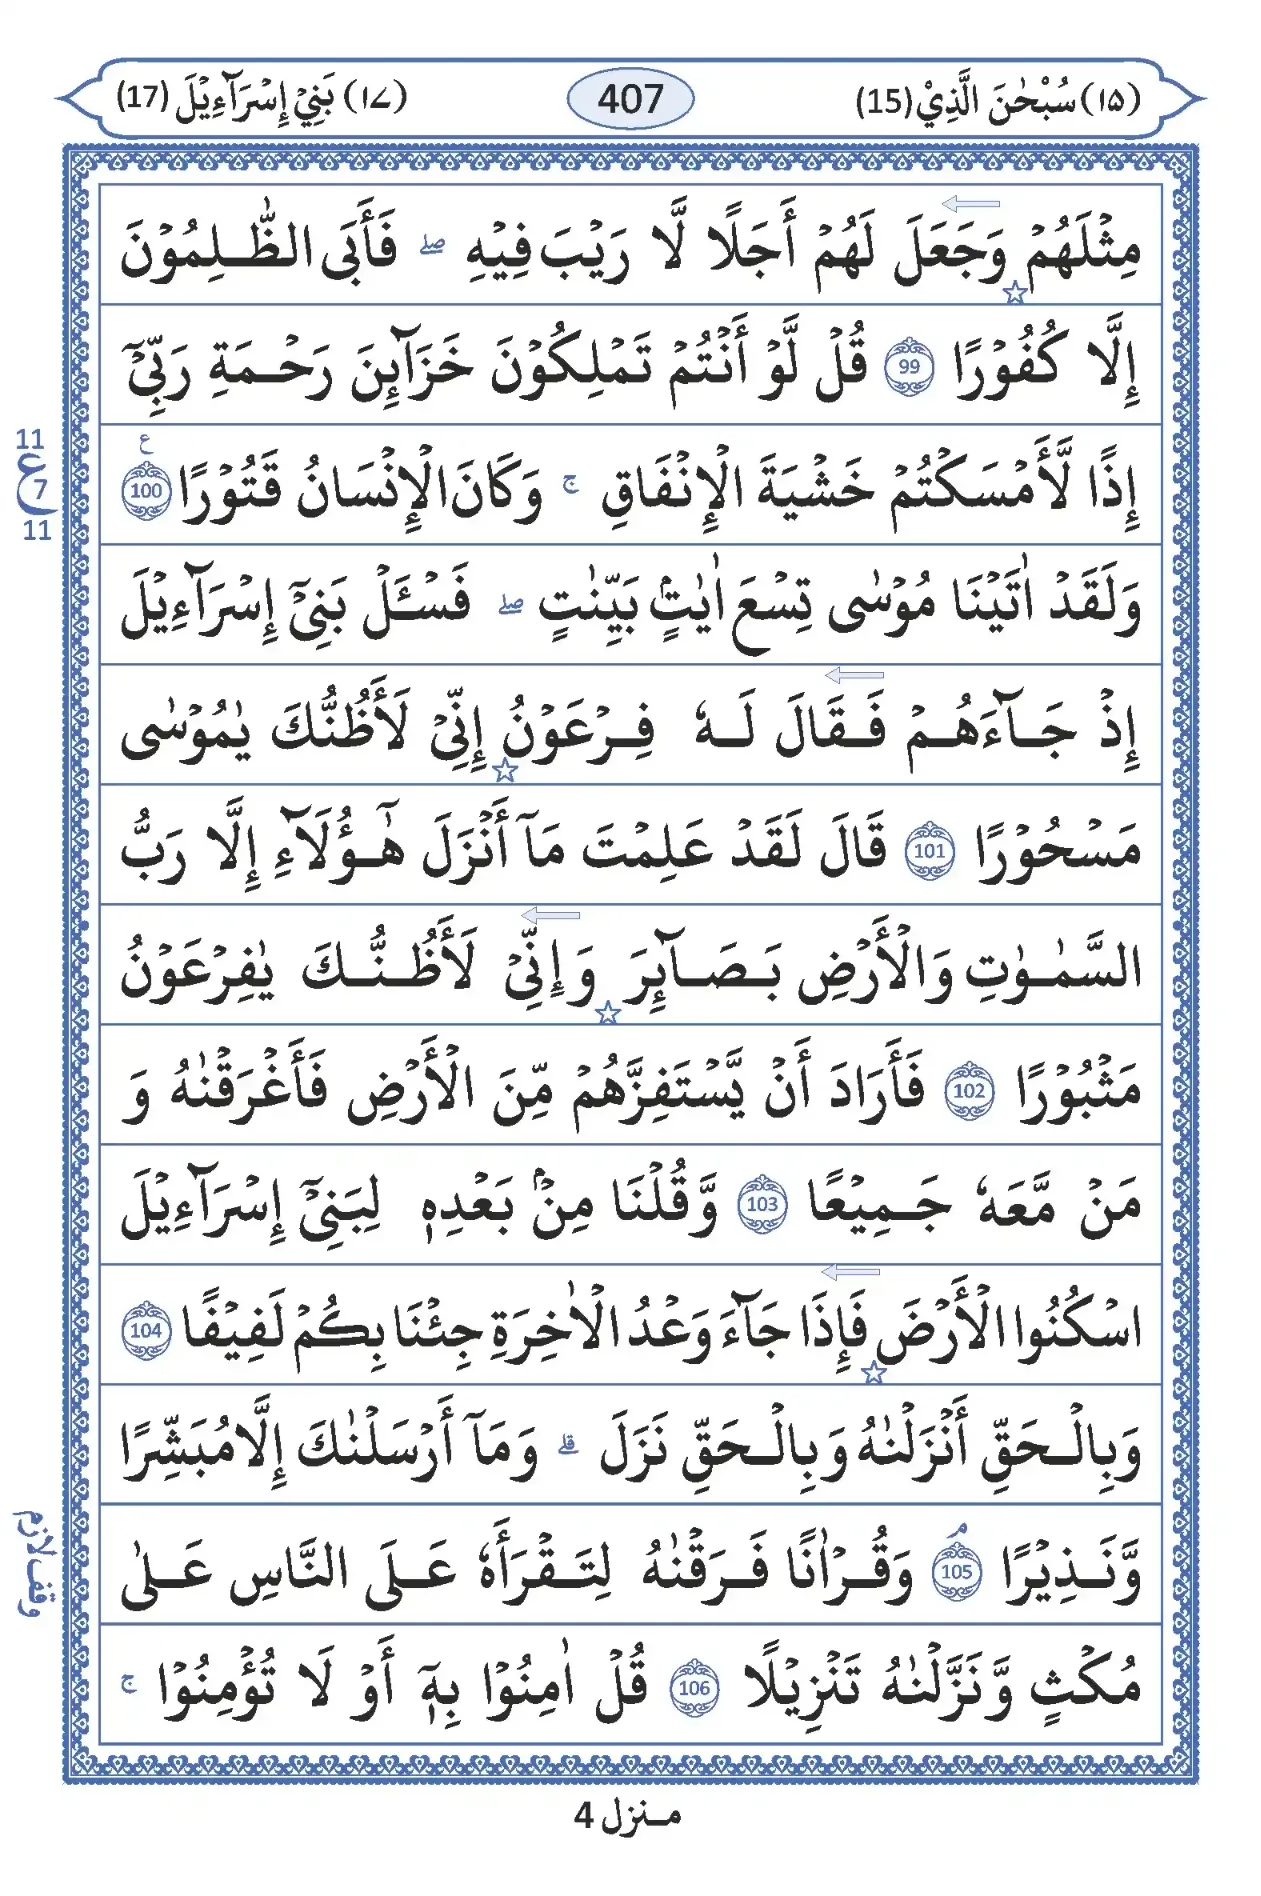 (١٥) سُبْحٰنَ الَّذِيْ (15)
407
(١٧) بَنِيْ إِسْرَآءِيْلَ (17)
مِثْلَهُمْ وَجَعَلَ لَهُمْ أَجَلًا لَّا رَيْبَ فِيْهِ ۖ فَأَبَى الظّٰلِمُوْنَ
إِلَّا كُفُوْرًا 99 قُلْ لَّوْ أَنْتُمْ تَمْلِكُوْنَ خَزَآئِنَ رَحْمَةِ رَبِّيْٓ
إِذًا لَّأَمْسَكْتُمْ خَشْيَةَ الْإِنْفَاقِ ۚ وَكَانَ الْإِنْسَانُ قَتُوْرًا 100 ع
11
ع 7
11
وَلَقَدْ اٰتَيْنَا مُوْسٰى تِسْعَ اٰيٰتٍۭ بَيِّنٰتٍ ۖ فَسْـَٔلْ بَنِيْٓ إِسْرَآءِيْلَ
إِذْ جَآءَهُمْ فَقَالَ لَهٗ فِرْعَوْنُ إِنِّيْ لَأَظُنُّكَ يٰمُوْسٰى
مَسْحُوْرًا 101 قَالَ لَقَدْ عَلِمْتَ مَآ أَنْزَلَ هٰٓؤُلَآءِ إِلَّا رَبُّ
السَّمٰوٰتِ وَالْأَرْضِ بَصَآئِرَ وَإِنِّيْ لَأَظُنُّكَ يٰفِرْعَوْنُ
مَثْبُوْرًا 102 فَأَرَادَ أَنْ يَّسْتَفِزَّهُمْ مِّنَ الْأَرْضِ فَأَغْرَقْنٰهُ وَ
مَنْ مَّعَهٗ جَمِيْعًا 103 وَّقُلْنَا مِنْۢ بَعْدِهٖ لِبَنِيْٓ إِسْرَآءِيْلَ
اسْكُنُوا الْأَرْضَ فَإِذَا جَآءَ وَعْدُ الْاٰخِرَةِ جِئْنَا بِكُمْ لَفِيْفًا 104
وَبِالْحَقِّ أَنْزَلْنٰهُ وَبِالْحَقِّ نَزَلَ ۗ وَمَآ أَرْسَلْنٰكَ إِلَّا مُبَشِّرًا
وَّنَذِيْرًا 105 ۘ وَقُرْاٰنًا فَرَقْنٰهُ لِتَقْرَأَهٗ عَلَى النَّاسِ عَلٰى
وقف لازم
مُكْثٍ وَّنَزَّلْنٰهُ تَنْزِيْلًا 106 قُلْ اٰمِنُوْا بِهٖٓ أَوْ لَا تُؤْمِنُوْا ۚ
مـنزل 4